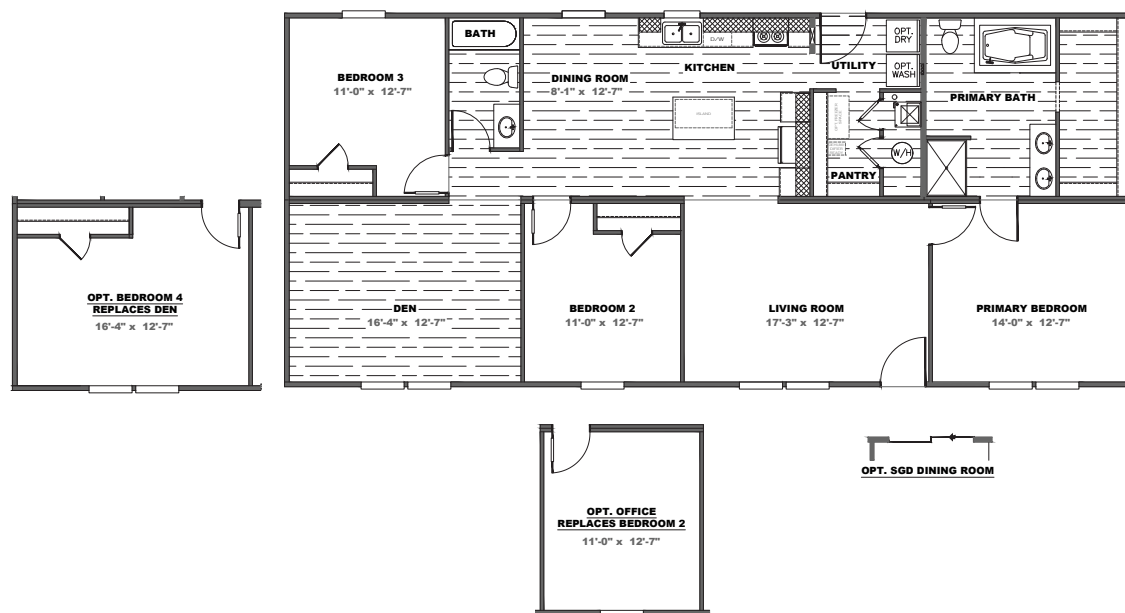 BATH
OPT.
DRY
BEDROOM 3
11'-0" x 12'-7"
DINING ROOM
8'-1" x 12'-7"
KITCHEN
D/W
UTILITY
OPT.
WASH
PRIMARY BATH
ISLAND
W/H
PANTRY
OPT. BEDROOM 4
REPLACES DEN
16'-4" x 12'-7"
DEN
16'-4" x 12'-7"
BEDROOM 2
11'-0" x 12'-7"
LIVING ROOM
17'-3" x 12'-7"
PRIMARY BEDROOM
14'-0" x 12'-7"
OPT. SGD DINING ROOM
OPT. OFFICE
REPLACES BEDROOM 2
11'-0" x 12'-7"